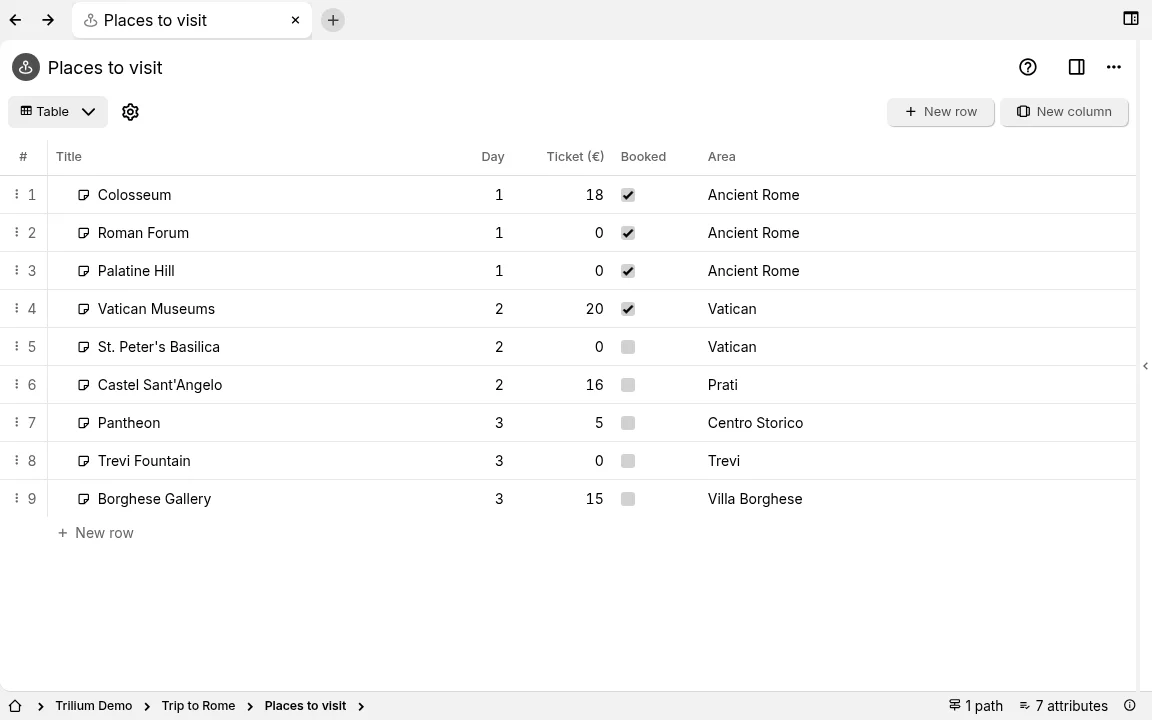 Places to visit
Places to visit
Table
New row
New column
# Title Day Ticket (€) Booked Area
1 Colosseum 1 18 Ancient Rome
2 Roman Forum 1 0 Ancient Rome
3 Palatine Hill 1 0 Ancient Rome
4 Vatican Museums 2 20 Vatican
5 St. Peter's Basilica 2 0 Vatican
6 Castel Sant'Angelo 2 16 Prati
7 Pantheon 3 5 Centro Storico
8 Trevi Fountain 3 0 Trevi
9 Borghese Gallery 3 15 Villa Borghese
New row
Trilium Demo Trip to Rome Places to visit 1 path 7 attributes